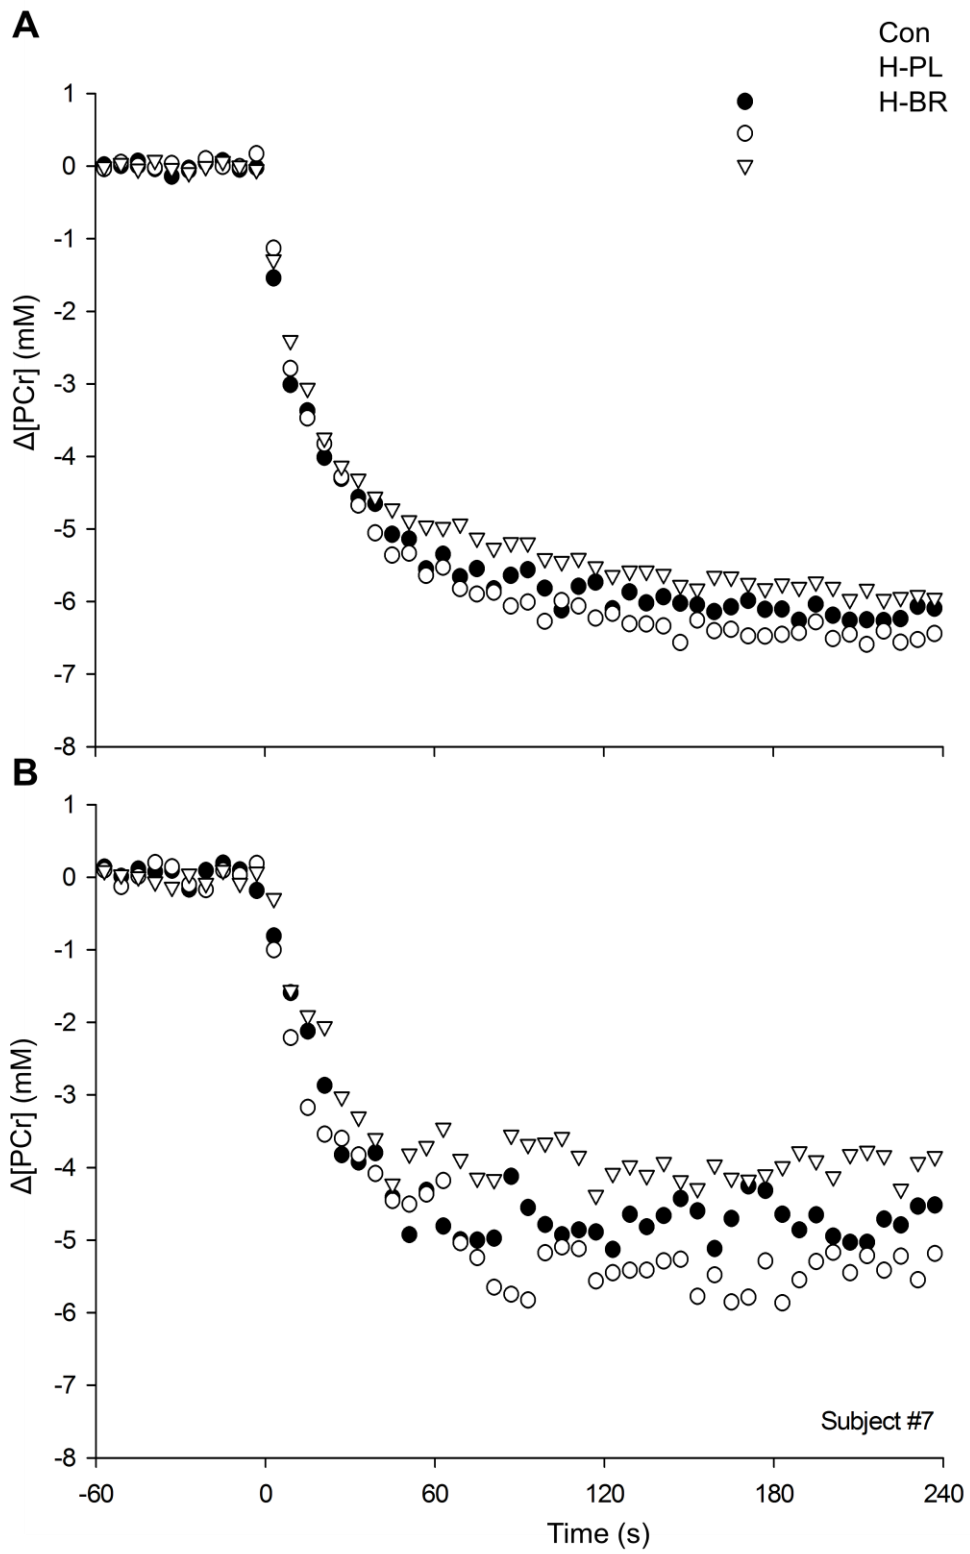 A
Con
H-PL
H-BR
1
0
-1
-2
-3
-4
-5
-6
-7
-8
Δ[PCr] (mM)
B
1
0
-1
-2
-3
-4
-5
-6
-7
-8
Δ[PCr] (mM)
Subject #7
-60 0 60 120 180 240
Time (s)